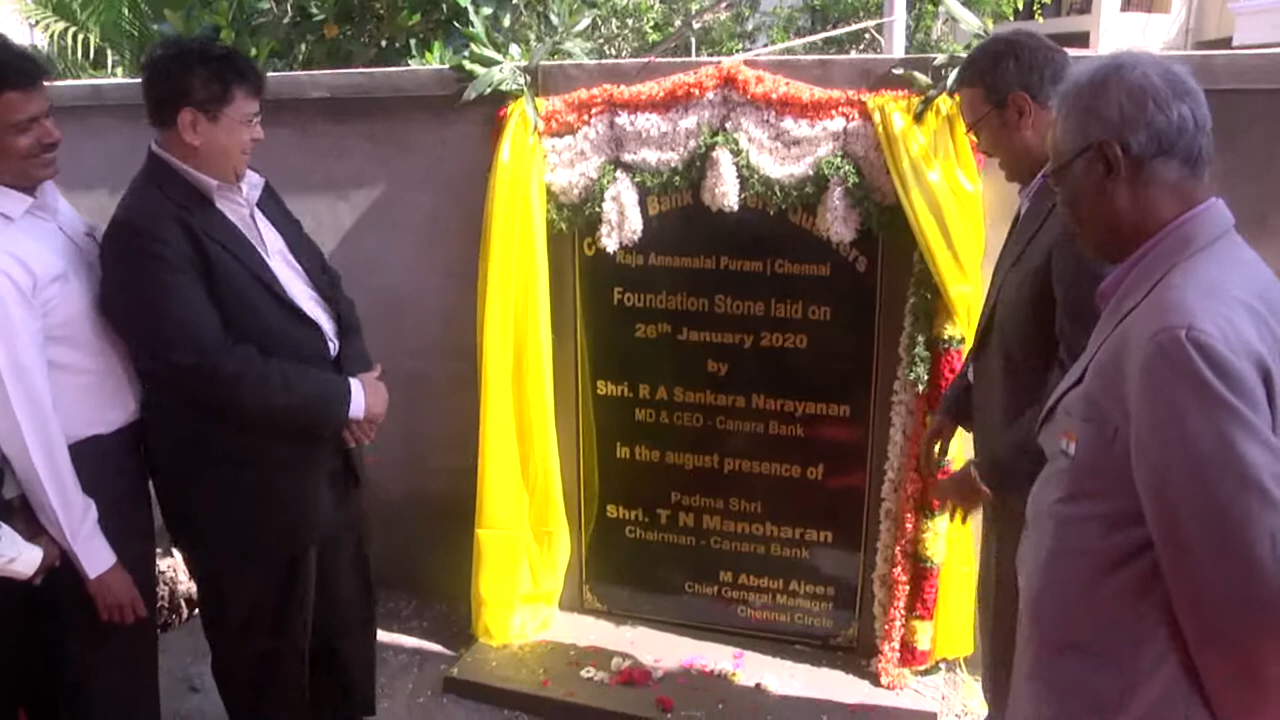 Bank
Raja Annamalai Puram | Chennai
Foundation Stone laid on
26th January 2020
by
Shri. R A Sankara Narayanan
MD & CEO - Canara Bank
In the august presence of
Padma Shri
Shri. T N Manoharan
Chairman - Canara Bank
M Abdul Ajees
Chief Genaral Manager
Chennai Circle